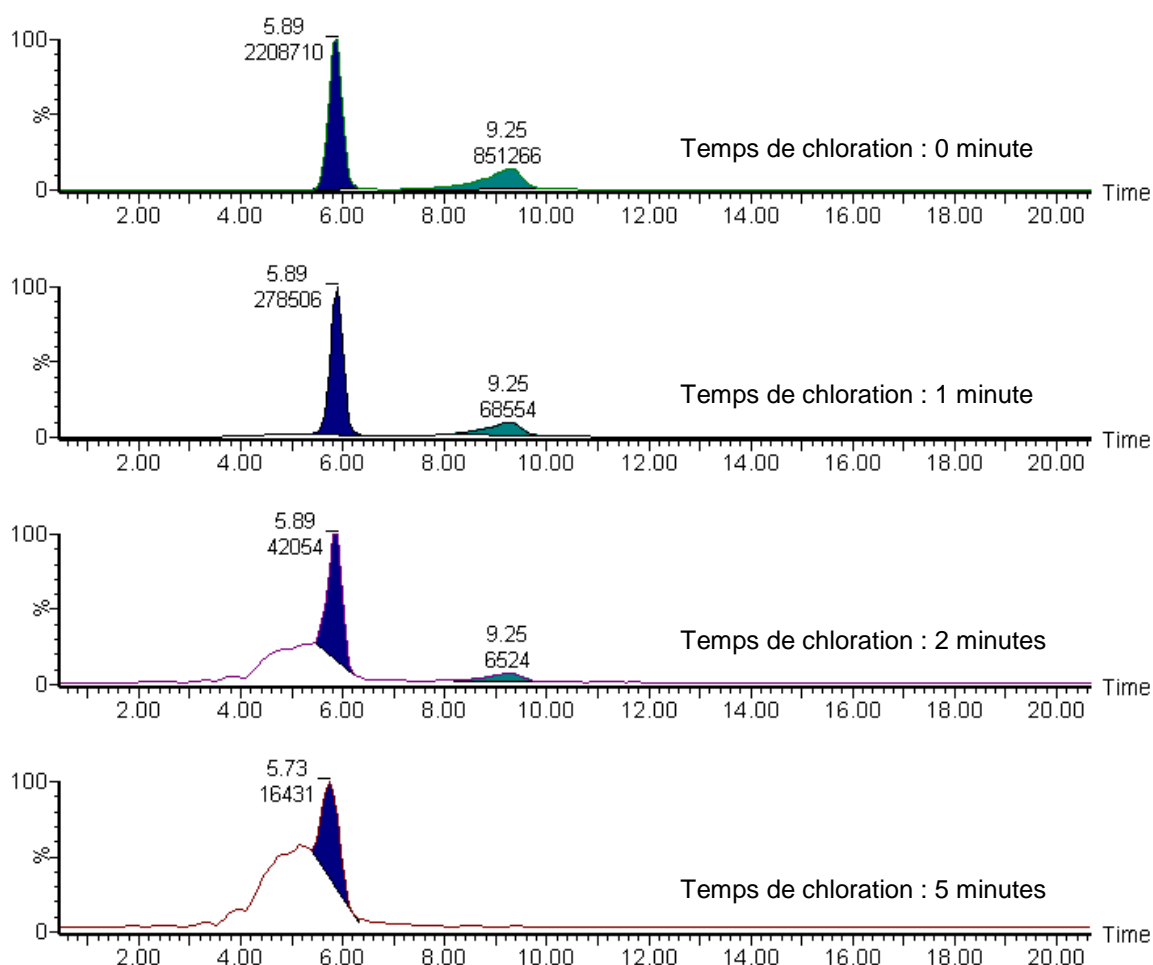 5.89
2208710
100
%
0
9.25
851266
Temps de chloration : 0 minute
Time
2.00 4.00 6.00 8.00 10.00 12.00 14.00 16.00 18.00 20.00
5.89
278506
100
%
0
9.25
68554
Temps de chloration : 1 minute
Time
2.00 4.00 6.00 8.00 10.00 12.00 14.00 16.00 18.00 20.00
5.89
42054
100
%
0
9.25
6524
Temps de chloration : 2 minutes
Time
2.00 4.00 6.00 8.00 10.00 12.00 14.00 16.00 18.00 20.00
5.73
16431
100
%
0
Temps de chloration : 5 minutes
Time
2.00 4.00 6.00 8.00 10.00 12.00 14.00 16.00 18.00 20.00